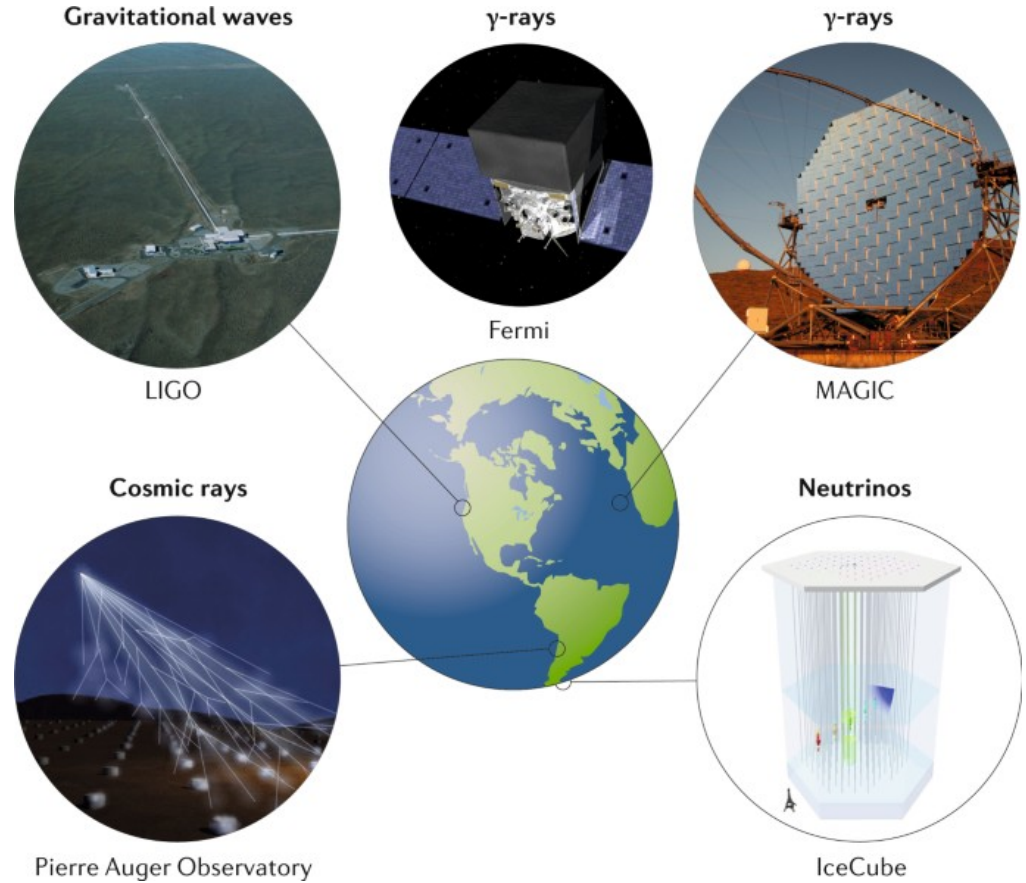 Gravitational waves
γ-rays
γ-rays
LIGO
Fermi
MAGIC
Cosmic rays
Neutrinos
Pierre Auger Observatory
IceCube